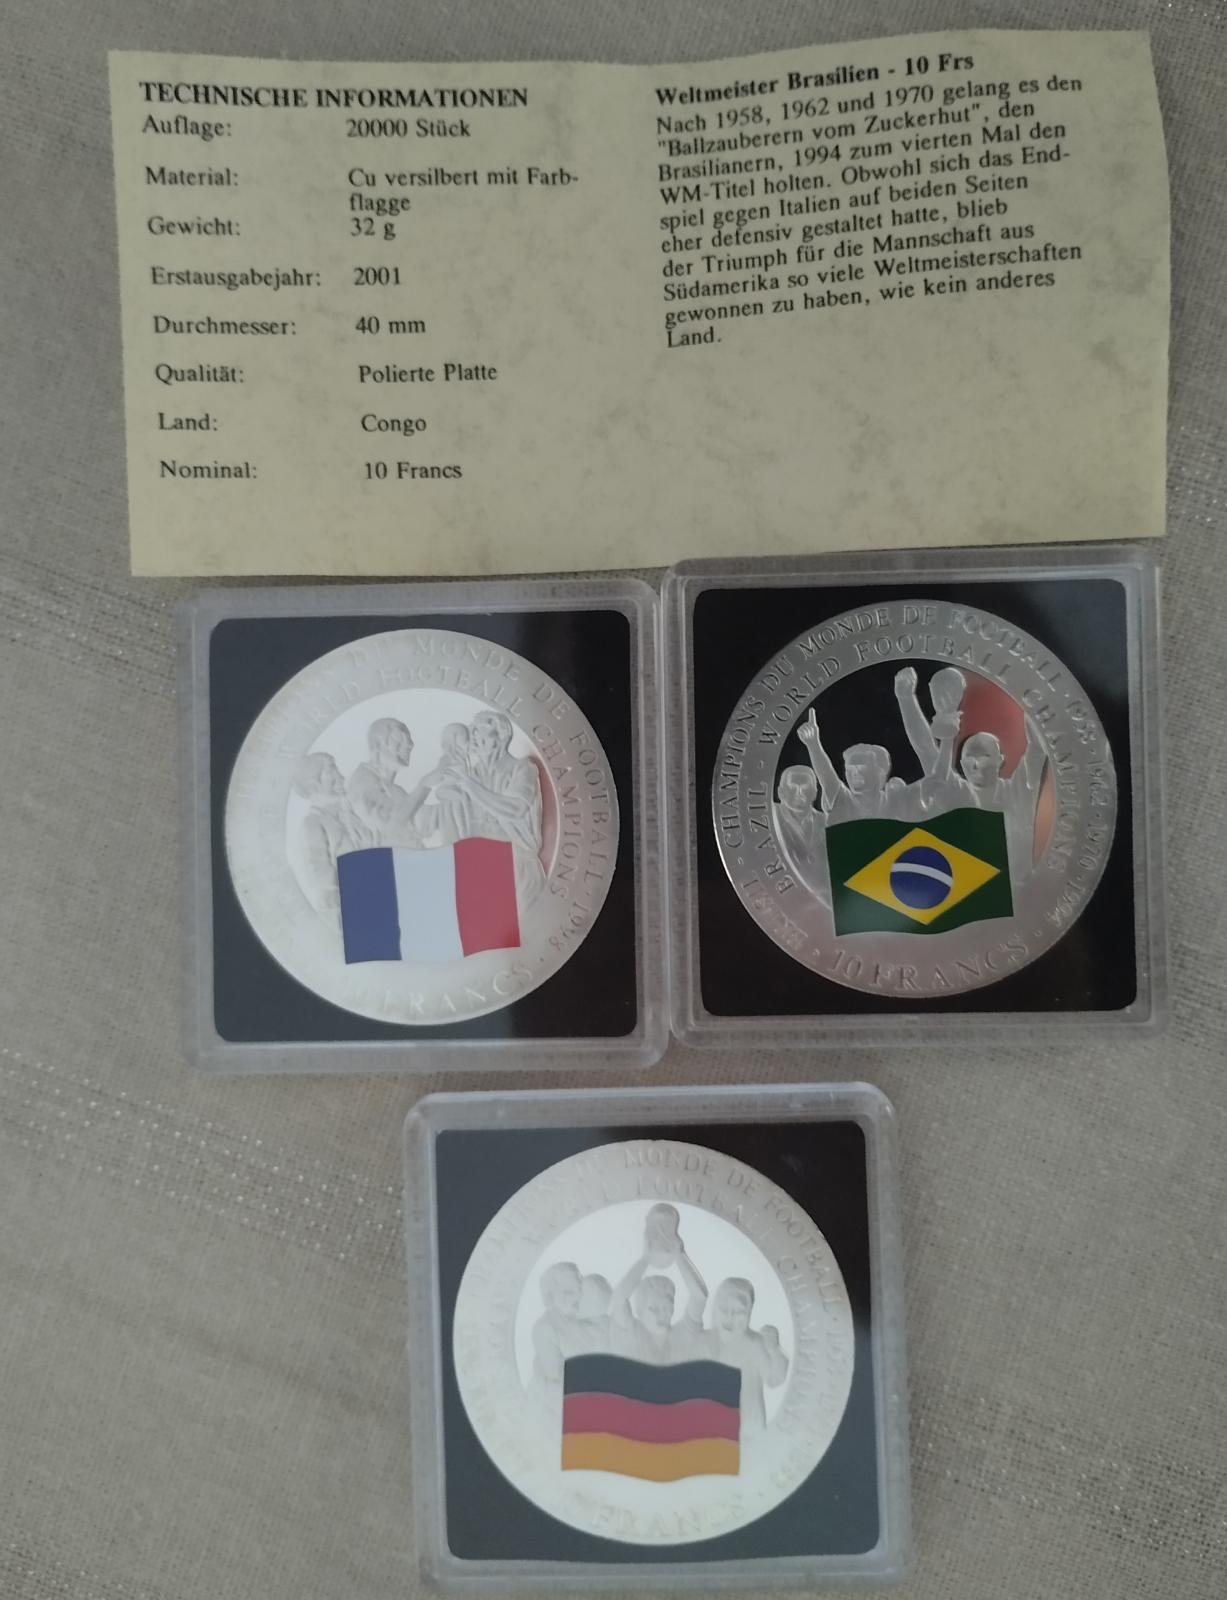 TECHNISCHE INFORMATIONEN
Auflage: 20000 Stück
Material: Cu versilbert mit Farb-
flagge
Gewicht: 32 g
Erstausgabejahr: 2001
Durchmesser: 40 mm
Qualität: Polierte Platte
Land: Congo
Nominal: 10 Francs
Weltmeister Brasilien - 10 Frs
Nach 1958, 1962 und 1970 gelang es den
"Ballzauberern vom Zuckerhut", den
Brasilianern, 1994 zum vierten Mal den
WM-Titel holten. Obwohl sich das End-
spiel gegen Italien auf beiden Seiten
eher defensiv gestaltet hatte, blieb
der Triumph für die Mannschaft aus
Südamerika so viele Weltmeisterschaften
gewonnen zu haben, wie kein anderes
Land.
DU MONDE DE FOOTBALL · 1998
WORLD FOOTBALL CHAMPIONS
10 FRANCS
BRÉSIL - CHAMPIONS DU MONDE DE FOOTBALL · 1958 · 1962 · 1970 · 1994
BRAZIL - WORLD FOOTBALL CHAMPIONS
10 FRANCS
DU MONDE DE FOOTBALL
FOOTBALL CHAMPIONS
FRANCS